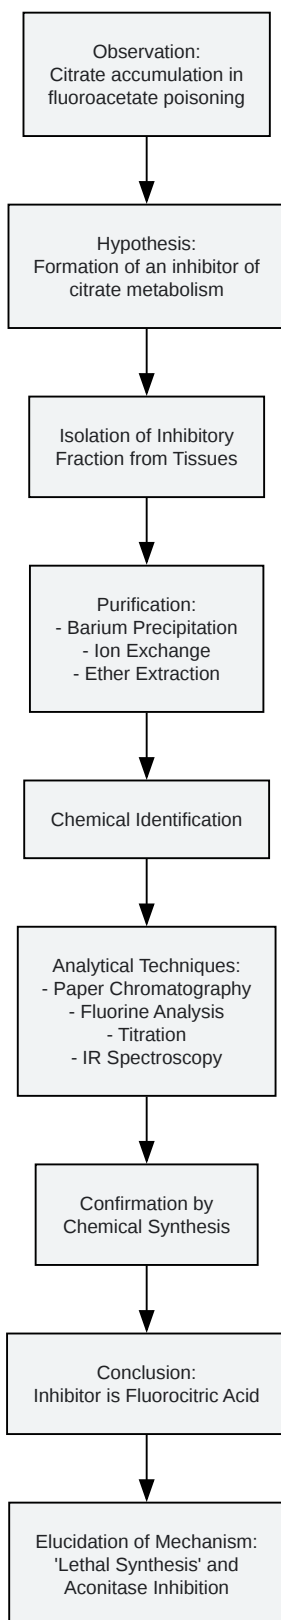 Observation:
Citrate accumulation in
fluoroacetate poisoning
Hypothesis:
Formation of an inhibitor of
citrate metabolism
Isolation of Inhibitory
Fraction from Tissues
Purification:
- Barium Precipitation
- Ion Exchange
- Ether Extraction
Chemical Identification
Analytical Techniques:
- Paper Chromatography
- Fluorine Analysis
- Titration
- IR Spectroscopy
Confirmation by
Chemical Synthesis
Conclusion:
Inhibitor is Fluorocitric Acid
Elucidation of Mechanism:
'Lethal Synthesis' and
Aconitase Inhibition